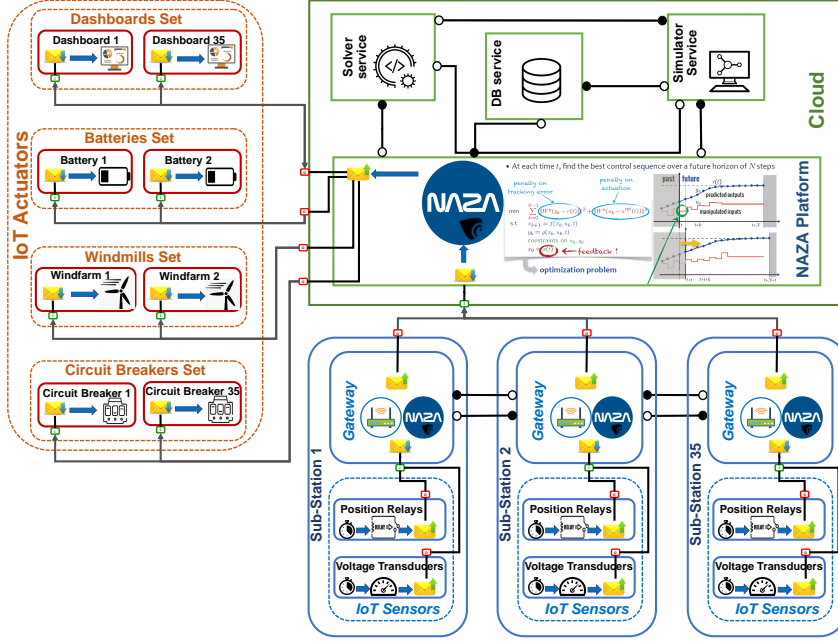 IoT Actuators
Dashboards Set
Dashboard 1
Dashboard 35
Batteries Set
Battery 1
Battery 2
Windmills Set
Windfarm 1
Windfarm 2
Circuit Breakers Set
Circuit Breaker 1
Circuit Breaker 35
Cloud
Solver
service
DB service
Simulator
Service
NAZA Platform
NAZA
• At each time t, find the best control sequence over a future horizon of N steps
penalty on
tracking error
penalty on
actuation
min
s.t.
constraints on
feedback !
optimization problem
past
future
predicted outputs
manipulated inputs
Sub-Station 1
Gateway
NAZA
Position Relays
RELAY
Voltage Transducers
IoT Sensors
Sub-Station 2
Gateway
NAZA
Position Relays
RELAY
Voltage Transducers
IoT Sensors
Sub-Station 35
Gateway
NAZA
Position Relays
RELAY
Voltage Transducers
IoT Sensors